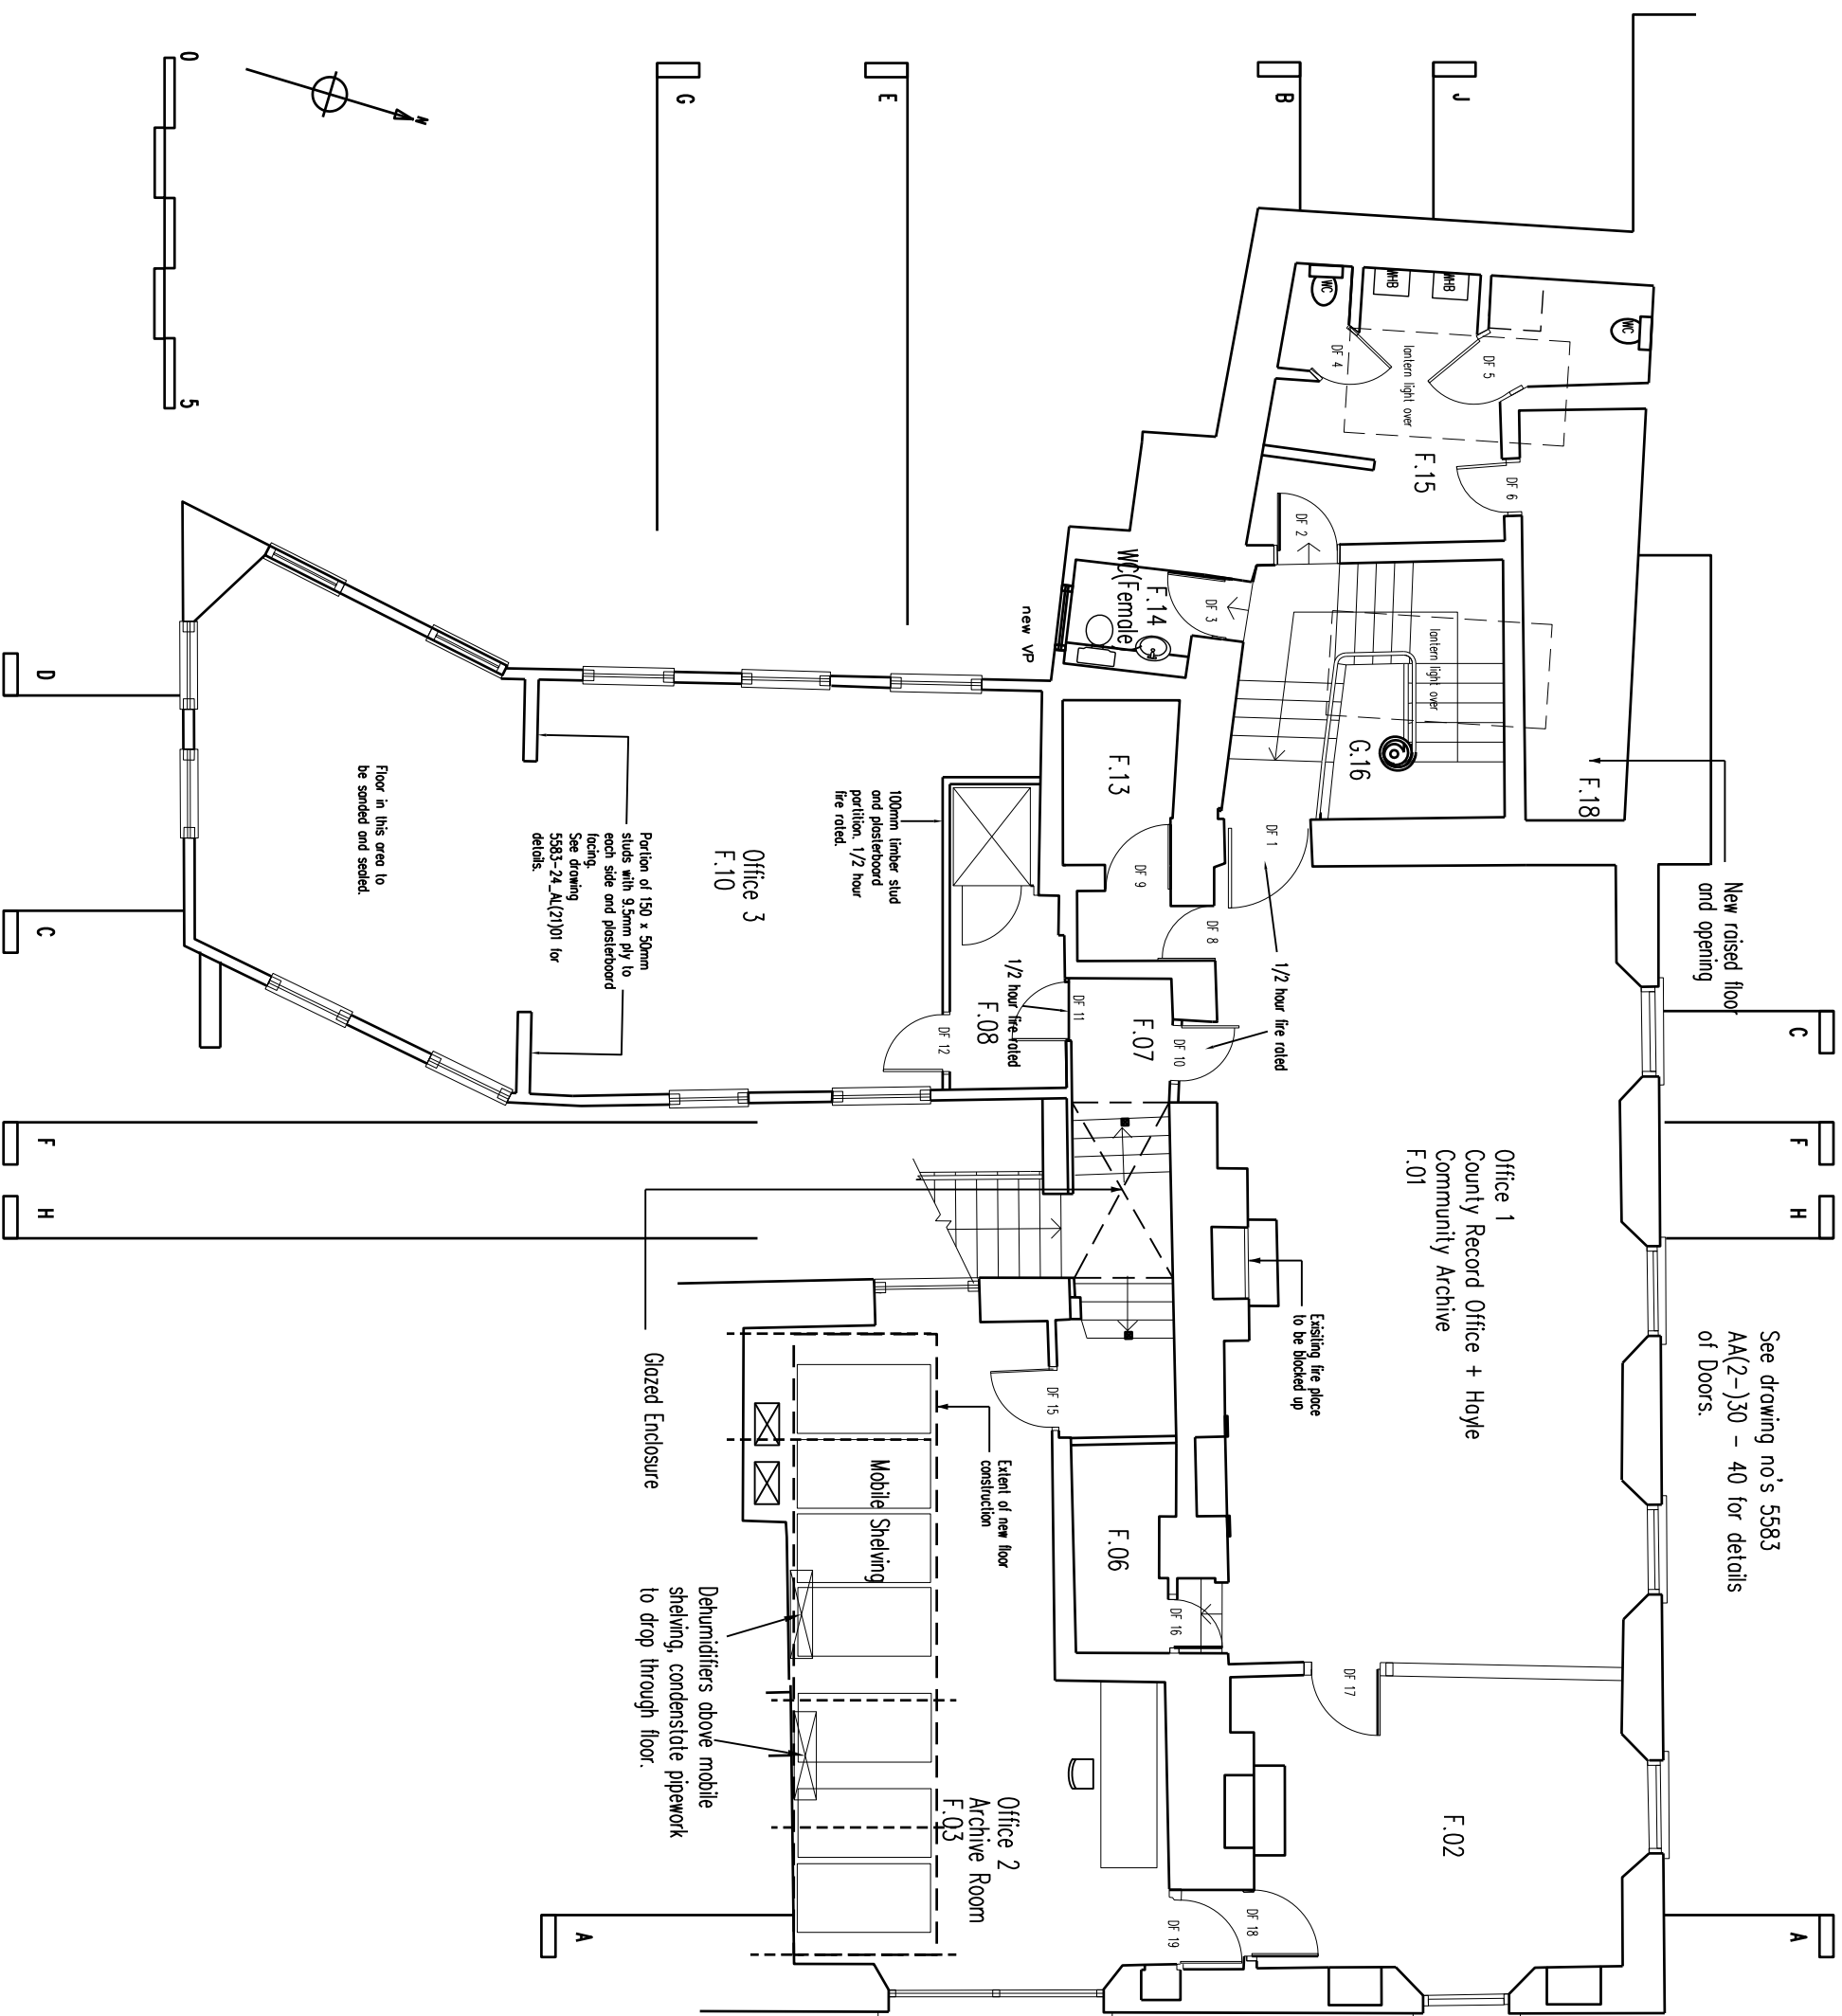 0
5
N
G
E
B
J
D
C
F
H
C
F
H
A
A
New raised floor
and opening
See drawing no's 5583
AA(2-)30 - 40 for details
of Doors.
WC
WHB
WHB
WC
DF 4
DF 5
lantern light over
F.15
DF 6
DF 2
F.18
lantern light over
G.16
DF 3
F.14
WC(Female
new VP
F.13
DF 1
DF 9
DF 8
1/2 hour fire rated
100mm timber stud
and plasterboard
partition. 1/2 hour
fire rated.
Office 3
F.10
Portion of 150 x 50mm
studs with 9.5mm ply to
each side and plasterboard
facing.
See drawing
5583-24_AL(21)01 for
details.
Floor in this area to
be sanded and sealed.
1/2 hour fire rated
F.08
DF 11
DF 12
F.07
DF 10
Office 1
County Record Office + Hayle
Community Archive
F.01
Exisiting fire place
to be blocked up
Glazed Enclosure
DF 15
Extent of new floor
construction
Mobile Shelving
F.06
DF 16
DF 17
Dehumidifiers above mobile
shelving, condenstate pipework
to drop through floor.
Office 2
Archive Room
F.03
F.02
DF 18
DF 19